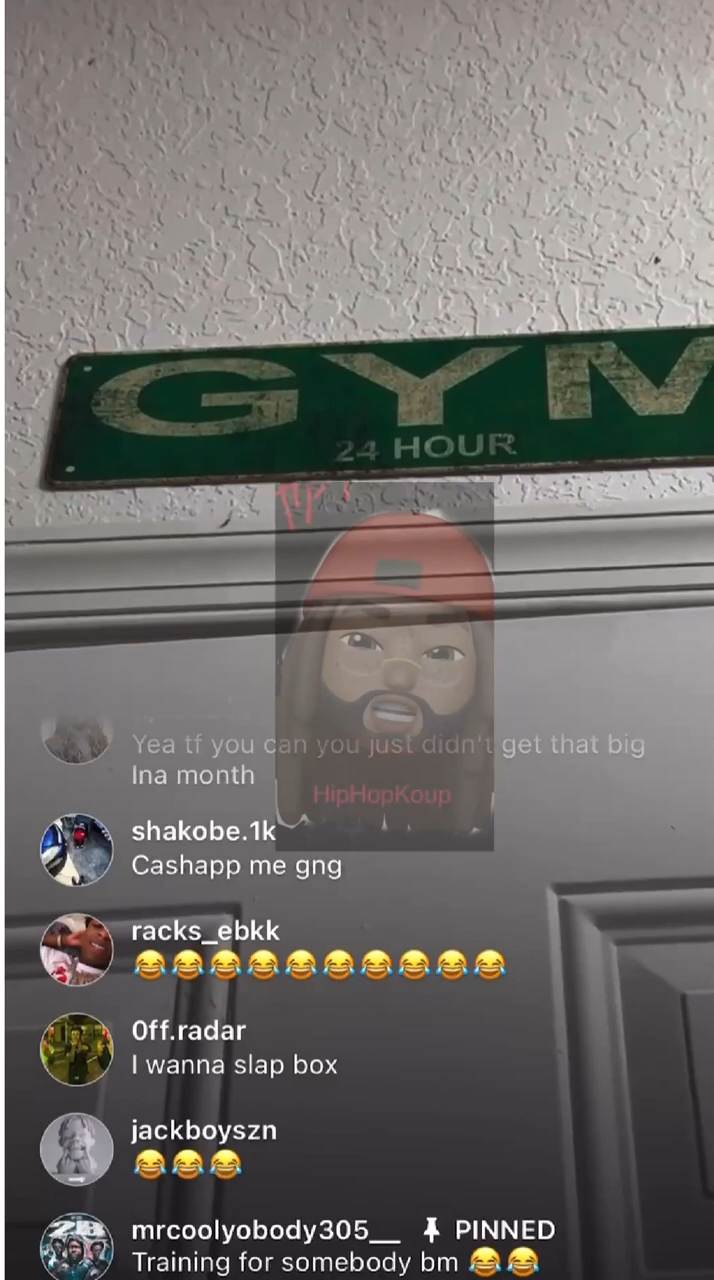 GYM
24 HOUR
Yea tf you can you just didn't get that big
Ina month
HipHopKoup
shakobe.1k
Cashapp me gng
racks_ebkk
😂😂😂😂😂😂😂😂😂😂
0ff.radar
I wanna slap box
jackboyszn
😂😂😂
mrcoolyobody305__ PINNED
Training for somebody bm 😂😂